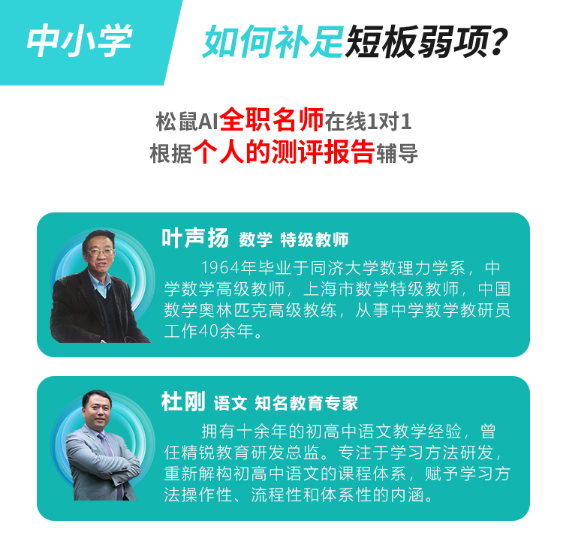 中小学 如何补足短板弱项？
松鼠AI全职名师在线1对1
根据个人的测评报告辅导
叶声扬 数学 特级教师
1964年毕业于同济大学数理力学系，中
学数学高级教师，上海市数学特级教师，中国
数学奥林匹克高级教练，从事中学数学教研员
工作40余年。
杜刚 语文 知名教育专家
拥有十余年的初高中语文教学经验，曾
任精锐教育研发总监。专注于学习方法研发，
重新解构初高中语文的课程体系，赋予学习方
法操作性、流程性和体系性的内涵。